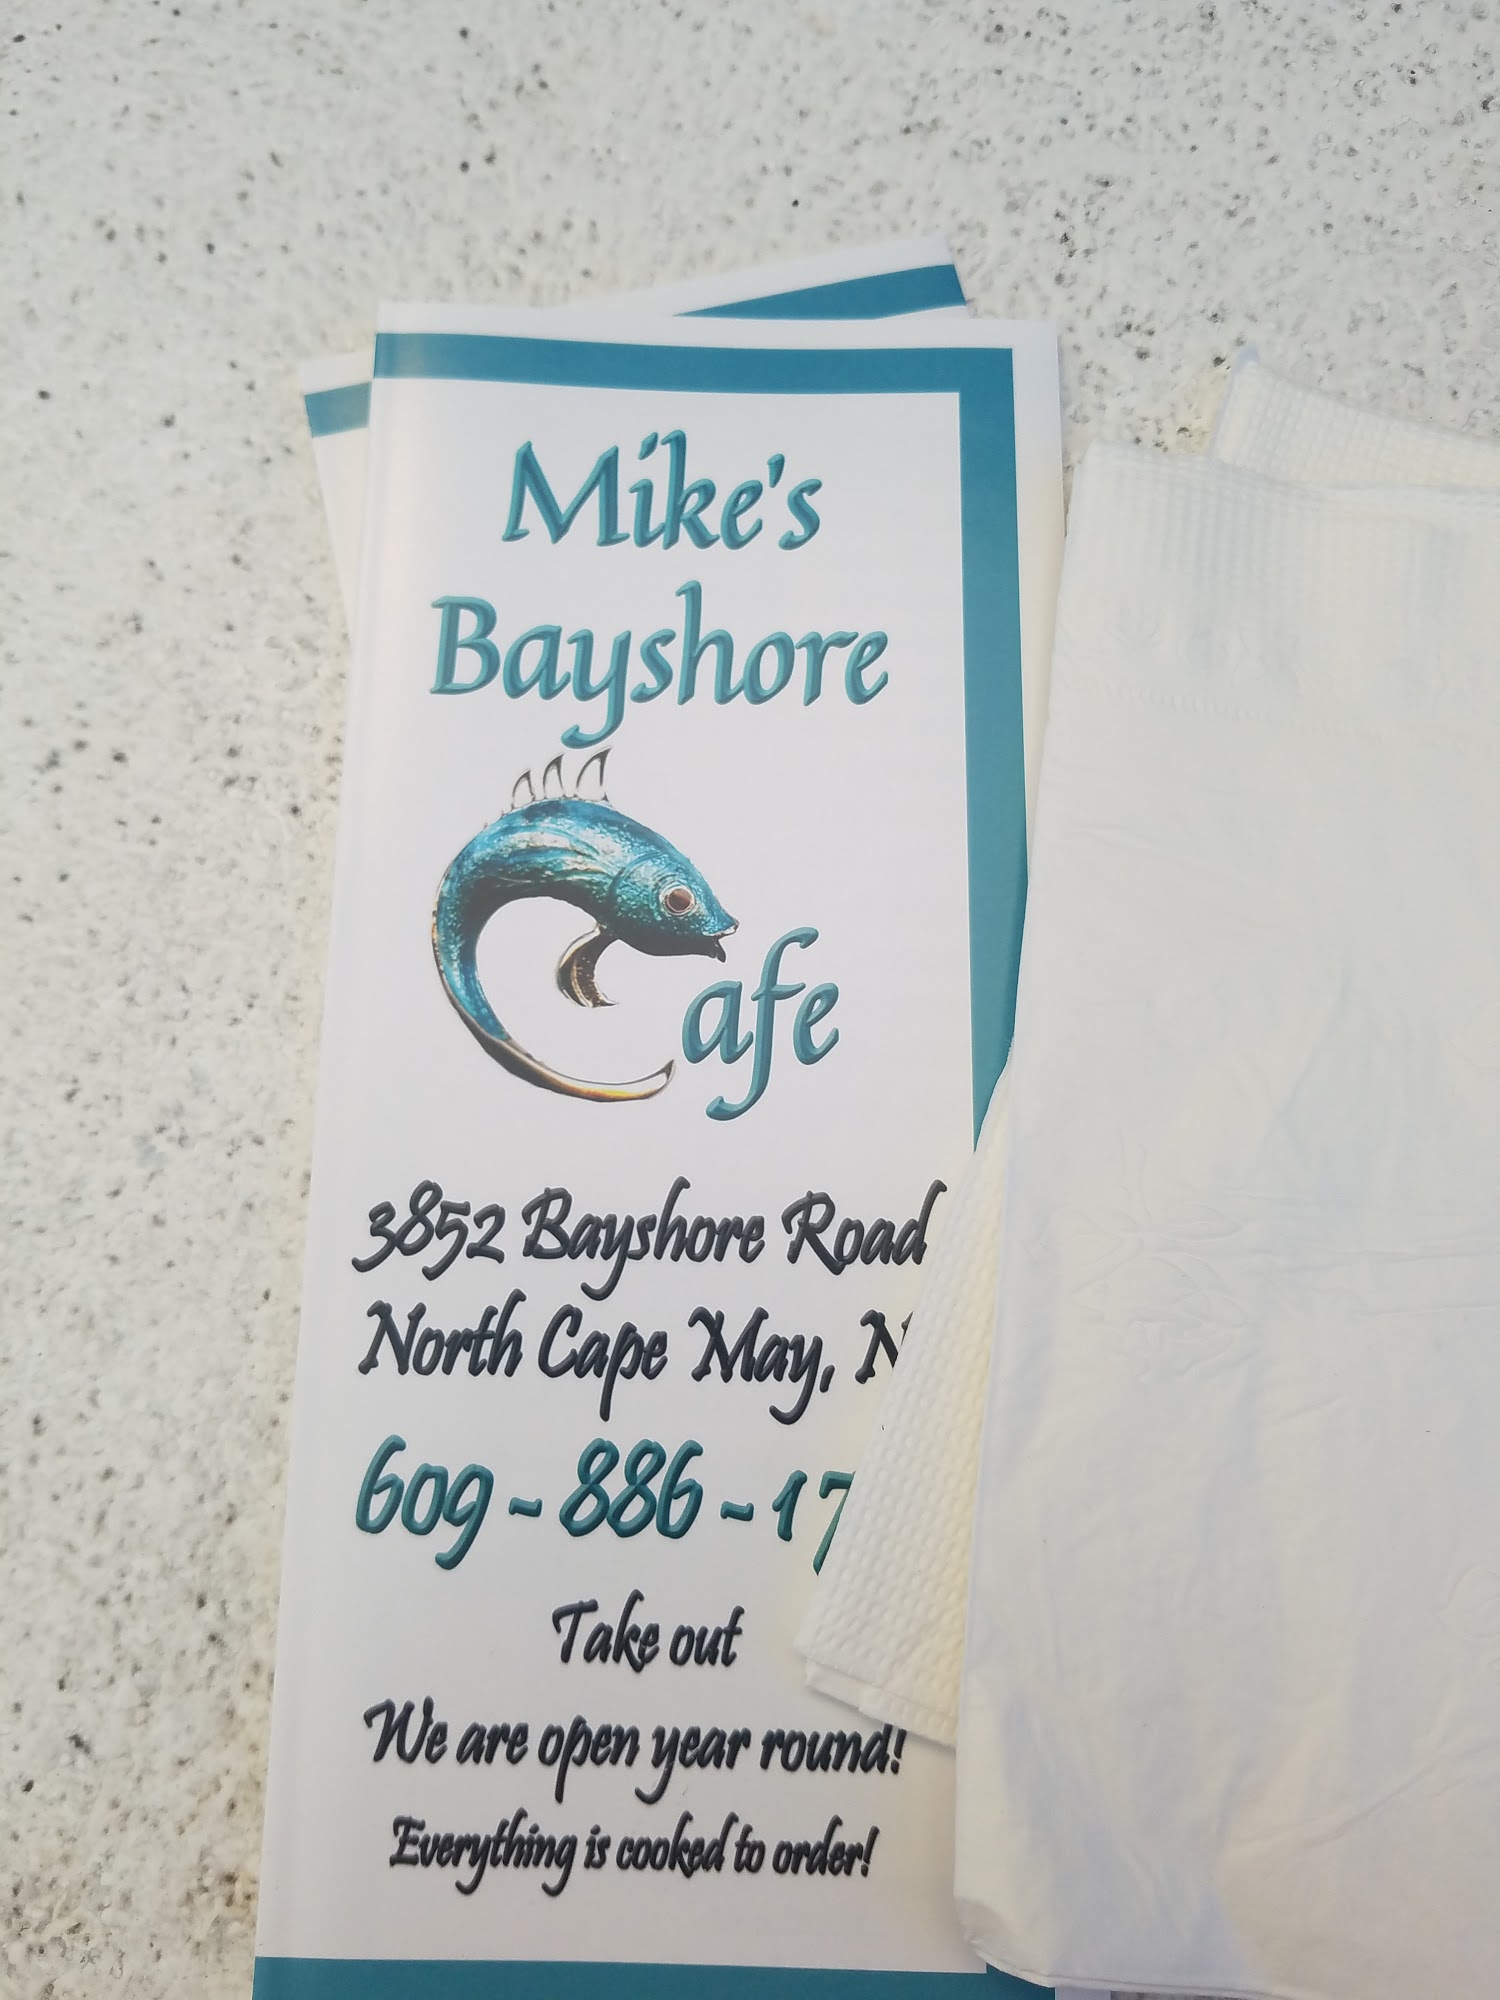 Mike's
Bayshore
Cafe
3852 Bayshore Road
North Cape May, N
609-886-17
Take out
We are open year round!
Everything is cooked to order!